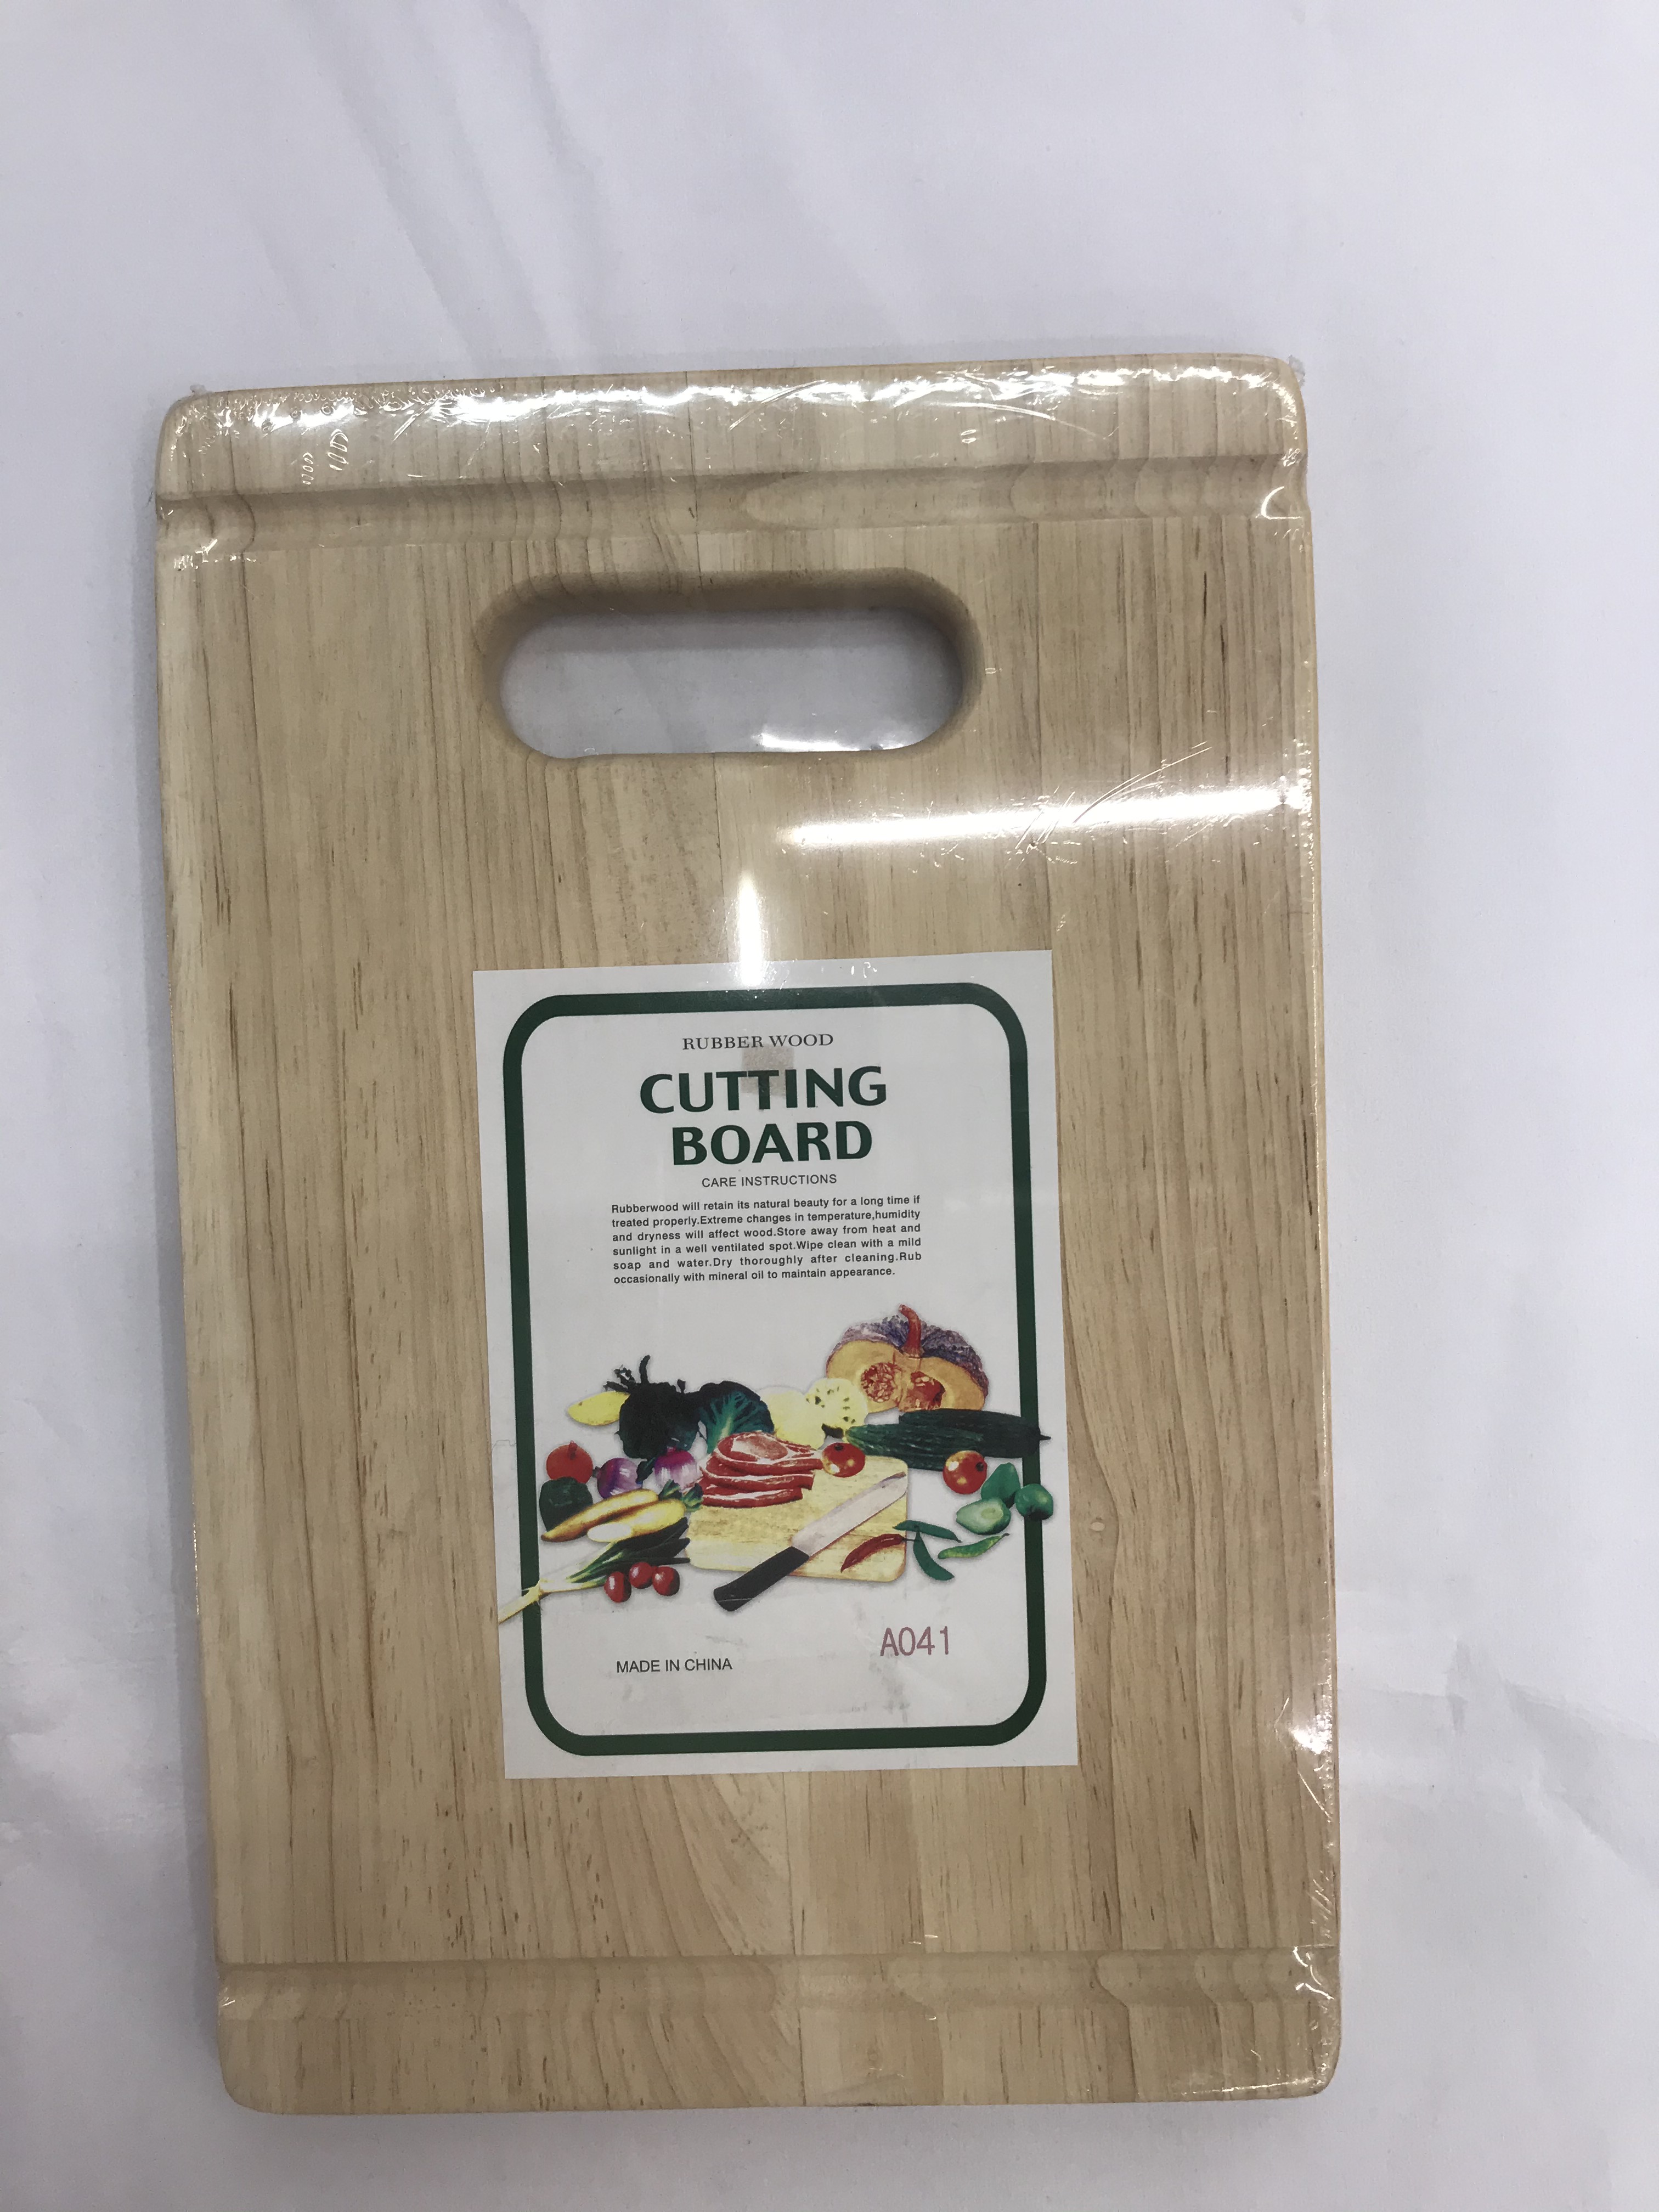 RUBBER WOOD
CUTTING
BOARD
CARE INSTRUCTIONS
Rubberwood will retain its natural beauty for a long time if
treated properly.Extreme changes in temperature,humidity
and dryness will affect wood.Store away from heat and
sunlight in a well ventilated spot.Wipe clean with a mild
soap and water.Dry thoroughly after cleaning.Rub
occasionally with mineral oil to maintain appearance.
A041
MADE IN CHINA